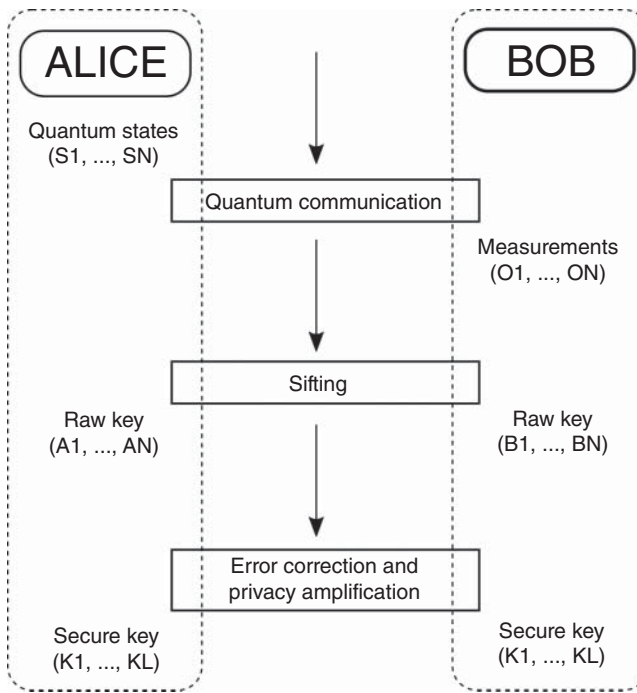 ALICE
BOB
Quantum states
(S1, ..., SN)
Quantum communication
Measurements
(O1, ..., ON)
Sifting
Raw key
(A1, ..., AN)
Raw key
(B1, ..., BN)
Error correction and
privacy amplification
Secure key
(K1, ..., KL)
Secure key
(K1, ..., KL)